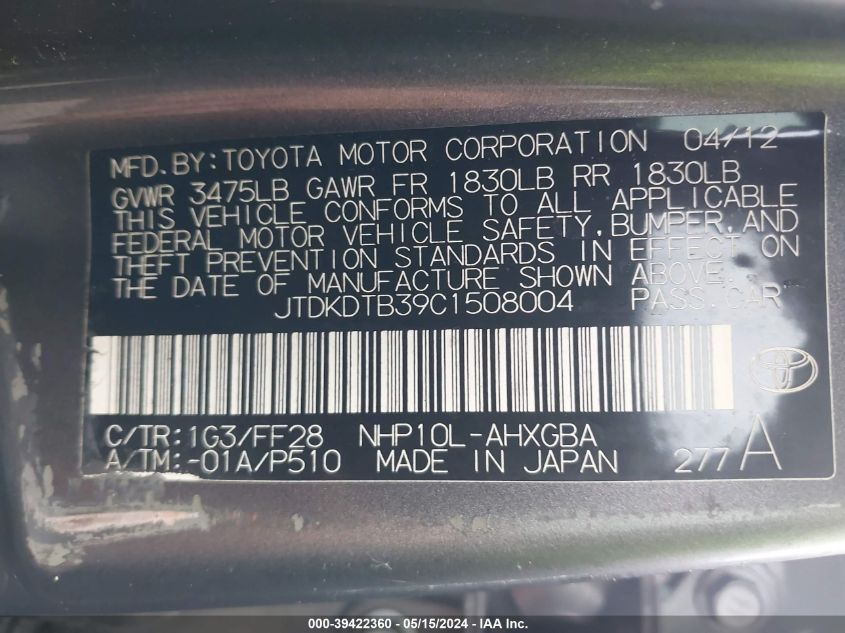 MFD.BY:TOYOTA MOTOR CORPORATION 04/12
GVWR 3475LB GAWR FR 1830LB RR 1830LB
THIS VEHICLE CONFORMS TO ALL APPLICABLE
FEDERAL MOTOR VEHICLE SAFETY,BUMPER,AND
THEFT PREVENTION STANDARDS IN EFFECT ON
THE DATE OF MANUFACTURE SHOWN ABOVE.
JTDKDTB39C1508004 PASS.CAR
C/TR:1G3/FF28 NHP10L-AHXGBA
A/TM:-01A/P510 MADE IN JAPAN 277A
000-39422360 - 05/15/2024 - IAA Inc.